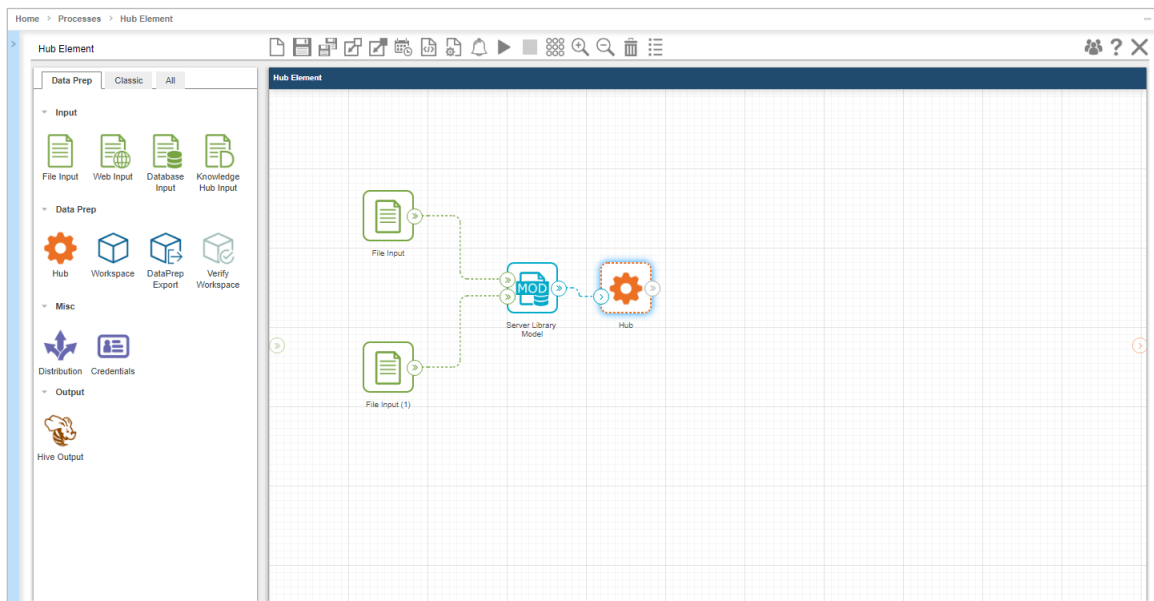 Home > Processes > Hub Element
>
Hub Element
Data Prep Classic All
Input
File Input Web Input Database Input Knowledge Hub Input
Data Prep
Hub Workspace DataPrep Export Verify Workspace
Misc
Distribution Credentials
Output
Hive Output
?
Hub Element
File Input
MOD
Server Library
Model
Hub
File Input (1)